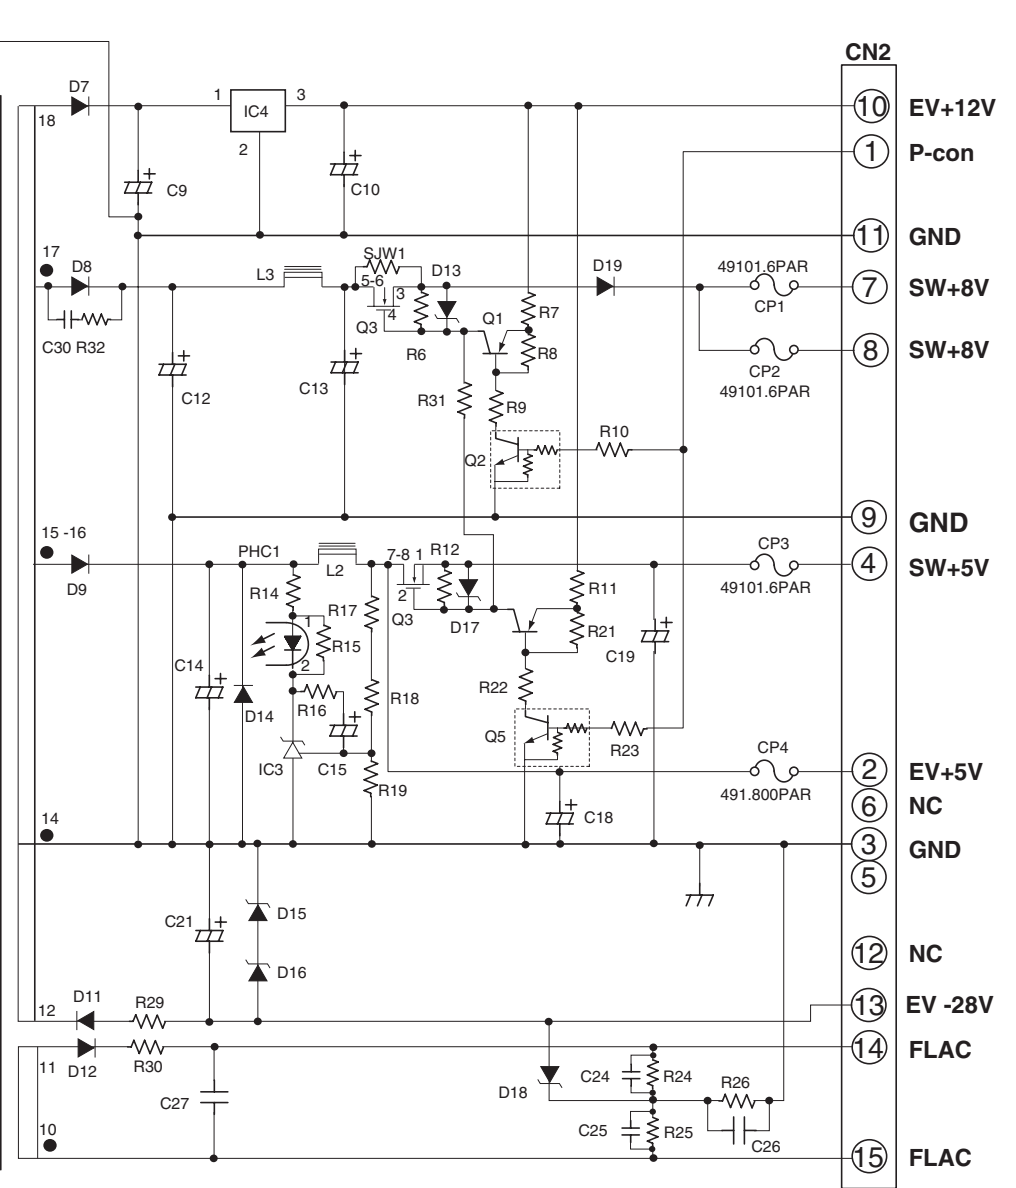 CN2
D7
18
1
IC4
3
2
10
EV+12V
1
P-con
C9
C10
11
GND
17
D8
L3
SJW1
5-6
3
4
D13
D19
49101.6PAR
CP1
7
SW+8V
Q3
Q1
R7
C30 R32
R6
R8
CP2
49101.6PAR
8
SW+8V
C12
C13
R31
R9
Q2
R10
9
GND
15 -16
D9
PHC1
L2
7-8
1
2
R12
CP3
49101.6PAR
4
SW+5V
R14
R17
Q3
D17
R11
1
R15
R21
C19
2
C14
D14
R16
R18
R22
Q5
R23
IC3
C15
R19
CP4
491.800PAR
2
EV+5V
C18
6
NC
14
3
GND
5
C21
D15
D16
12
NC
12
D11
R29
13
EV -28V
11
D12
R30
14
FLAC
C27
D18
C24
R24
R26
10
C25
R25
C26
15
FLAC